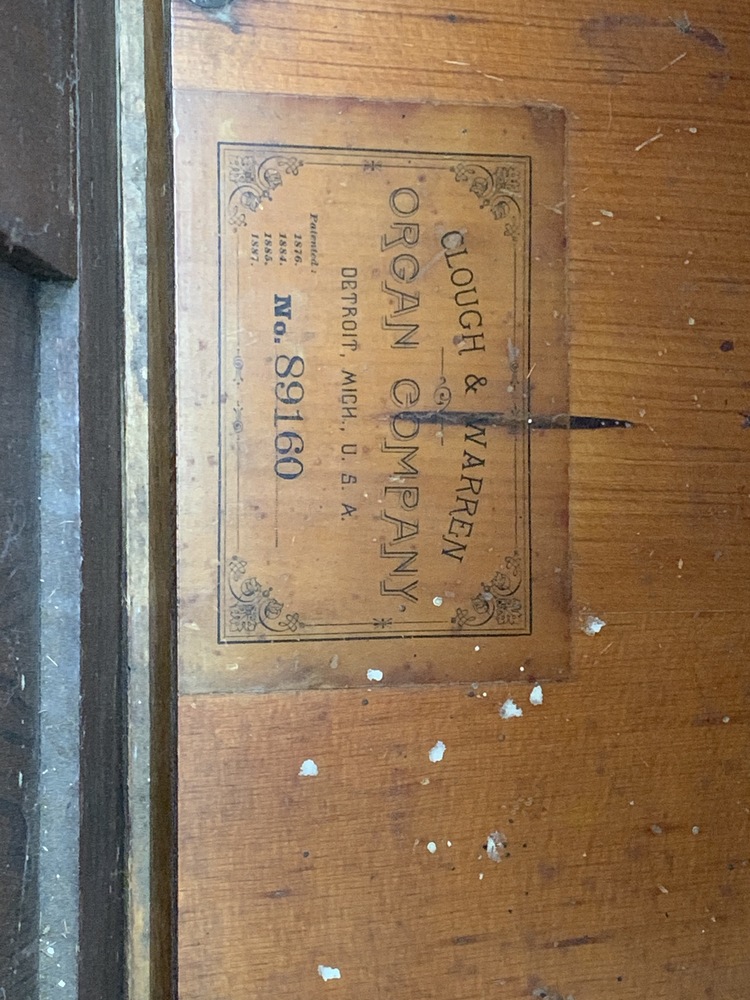 CLOUGH & WARREN
ORGAN COMPANY,
DETROIT, MICH., U. S. A.
Patented:
1876.
1884.
1885.
1887.
No. 89160